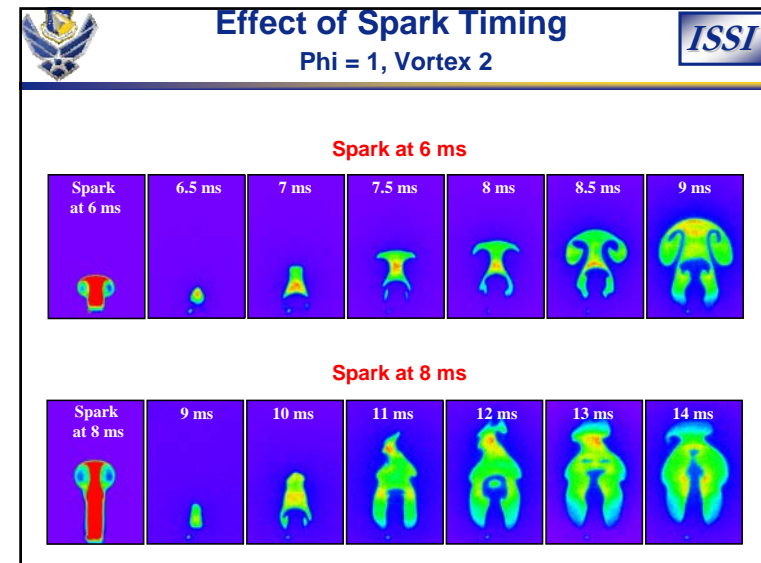 Effect of Spark Timing
Phi = 1, Vortex 2
ISSI
Spark at 6 ms
Spark
at 6 ms
6.5 ms
7 ms
7.5 ms
8 ms
8.5 ms
9 ms
Spark at 8 ms
Spark
at 8 ms
9 ms
10 ms
11 ms
12 ms
13 ms
14 ms